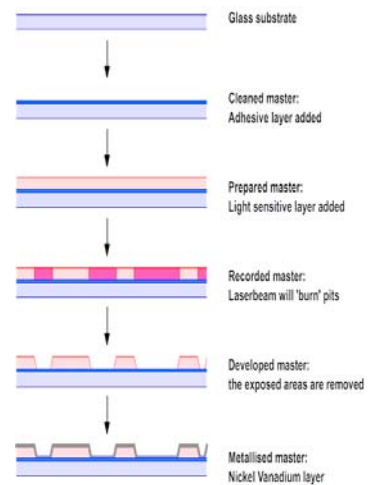 Glass substrate
Cleaned master:
Adhesive layer added
Prepared master:
Light sensitive layer added
Recorded master:
Laserbeam will 'burn' pits
Developed master:
the exposed areas are removed
Metallised master:
Nickel Vanadium layer